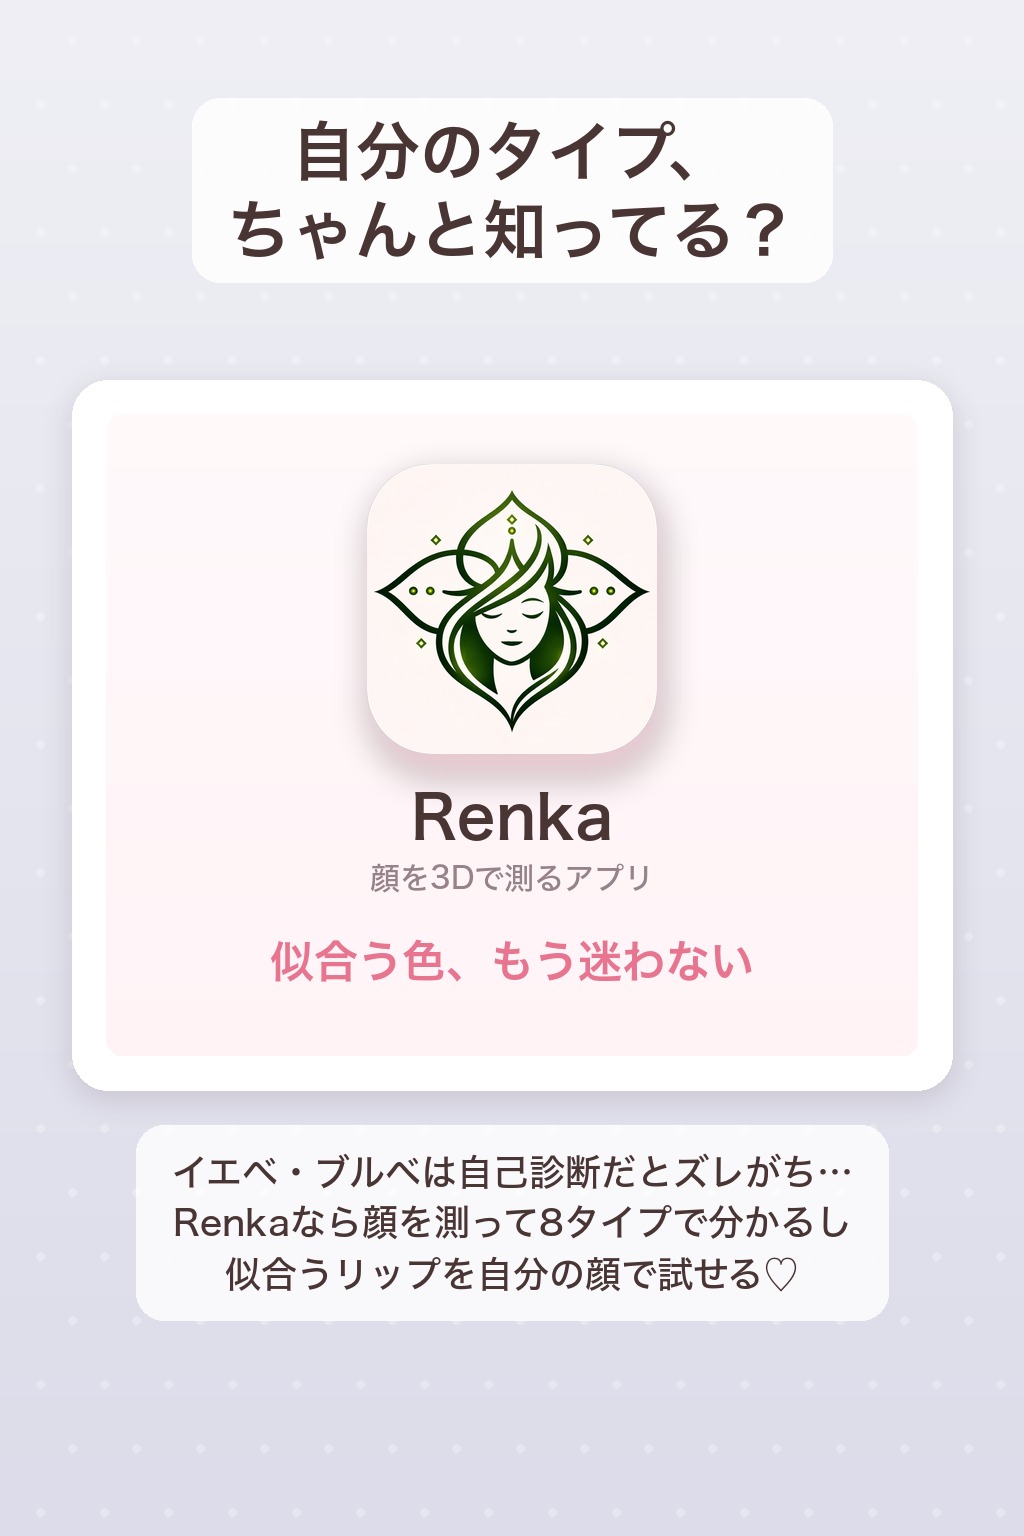 自分のタイプ、
ちゃんと知ってる？
Renka
顔を3Dで測るアプリ
似合う色、もう迷わない
イエベ・ブルベは自己診断だとズレがち…
Renkaなら顔を測って8タイプで分かるし
似合うリップを自分の顔で試せる♡